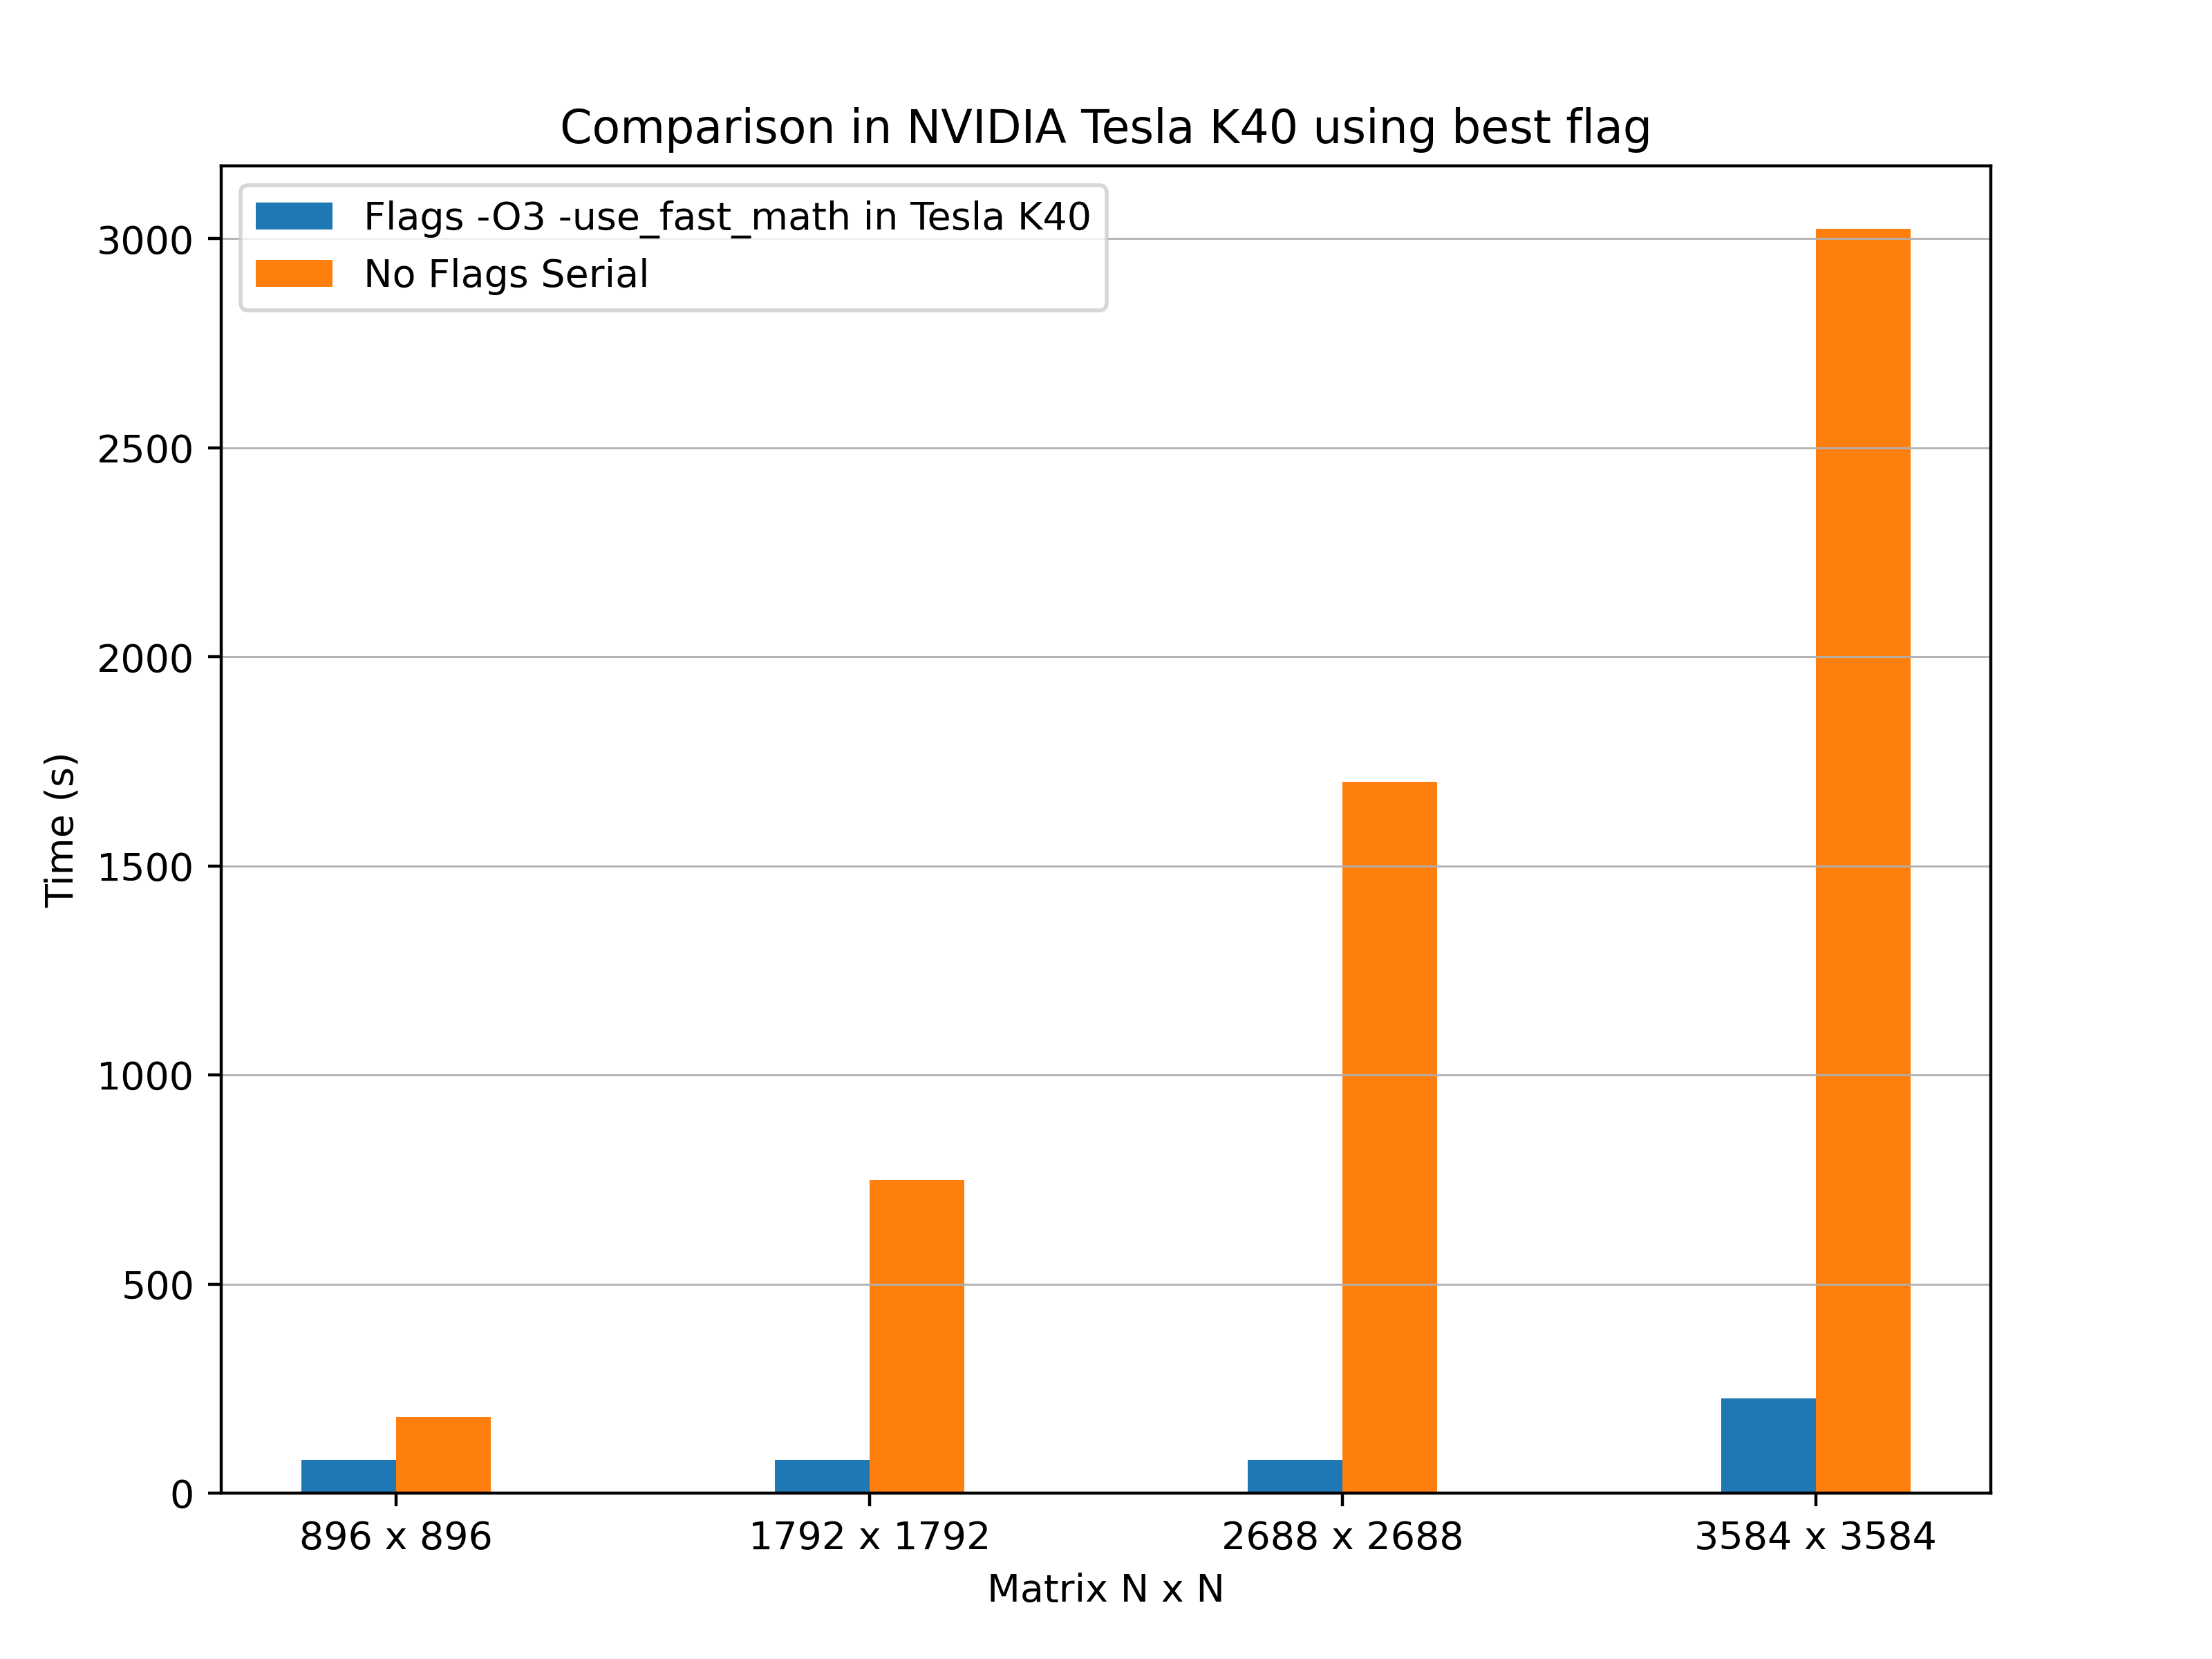 Comparison in NVIDIA Tesla K40 using best flag
Flags -O3 -use_fast_math in Tesla K40
No Flags Serial
3000
2500
2000
1500
1000
500
0
Time (s)
896 x 896
1792 x 1792
2688 x 2688
3584 x 3584
Matrix N x N